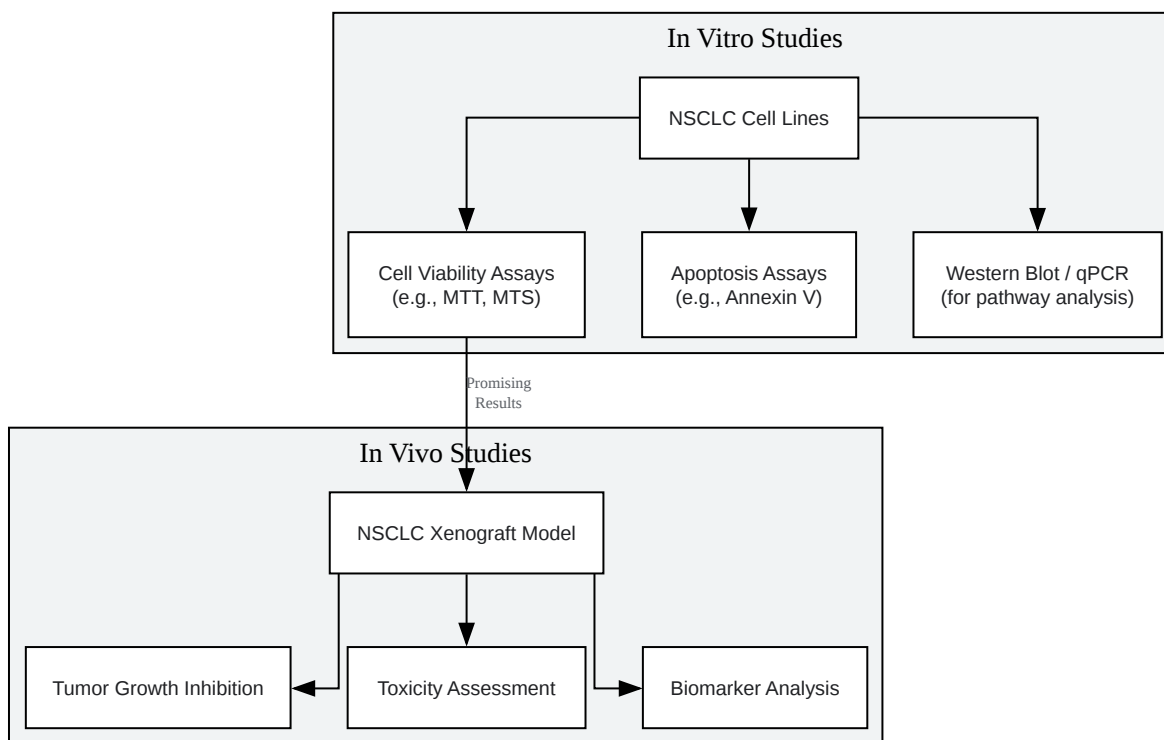 In Vitro Studies
NSCLC Cell Lines
Cell Viability Assays
(e.g., MTT, MTS)
Apoptosis Assays
(e.g., Annexin V)
Western Blot / qPCR
(for pathway analysis)
Promising
Results
In Vivo Studies
NSCLC Xenograft Model
Tumor Growth Inhibition
Toxicity Assessment
Biomarker Analysis